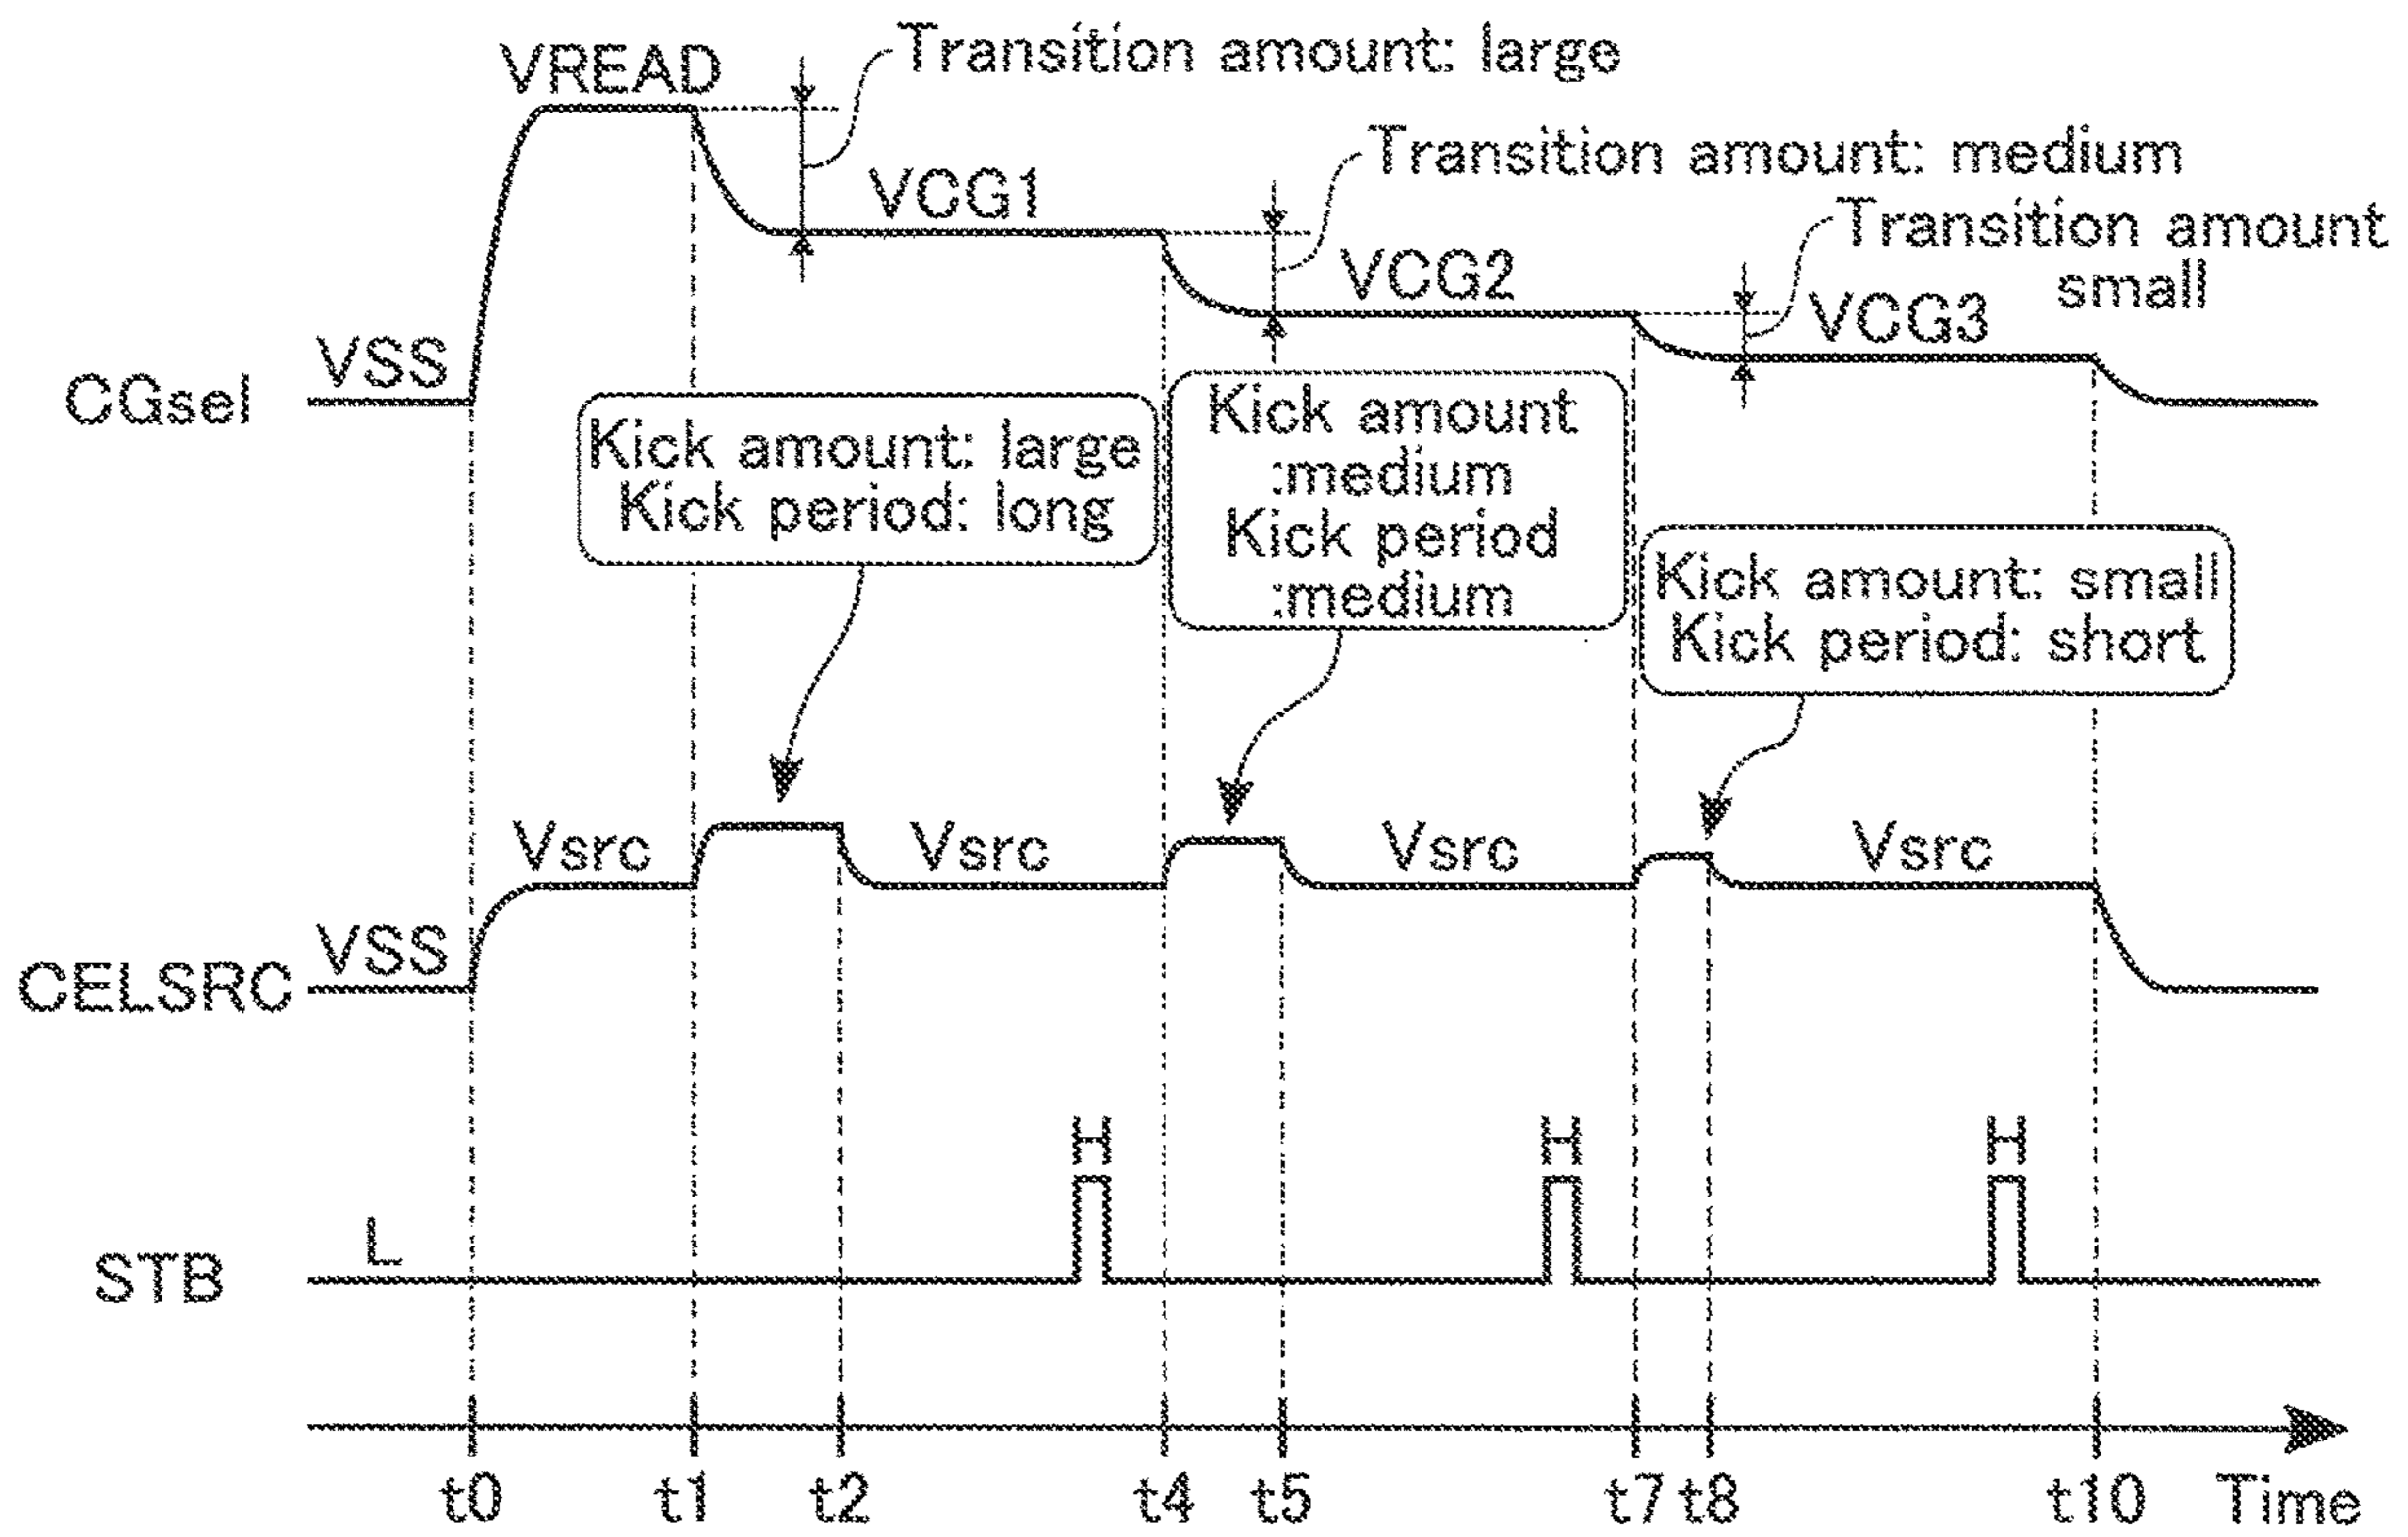 VREAD
Transition amount: large
VCG1
Transition amount: medium
VCG2
Transition amount
small
VCG3
VSS
CGsel
Kick amount: large
Kick period: long
Kick amount
:medium
Kick period
:medium
Kick amount: small
Kick period: short
Vsrc
Vsrc
Vsrc
Vsrc
VSS
CELSRC
H
H
H
L
STB
t0 t1 t2 t4 t5 t7 t8 t10 Time